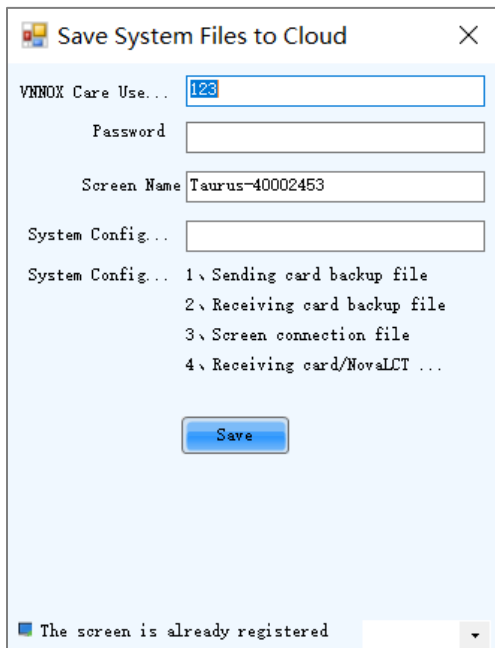 Save System Files to Cloud
VNNOX Care Use... 123
Password
Screen Name Taurus-40002453
System Config...
System Config... 1、Sending card backup file
2、Receiving card backup file
3、Screen connection file
4、Receiving card/NovaLCT ...
Save
The screen is already registered